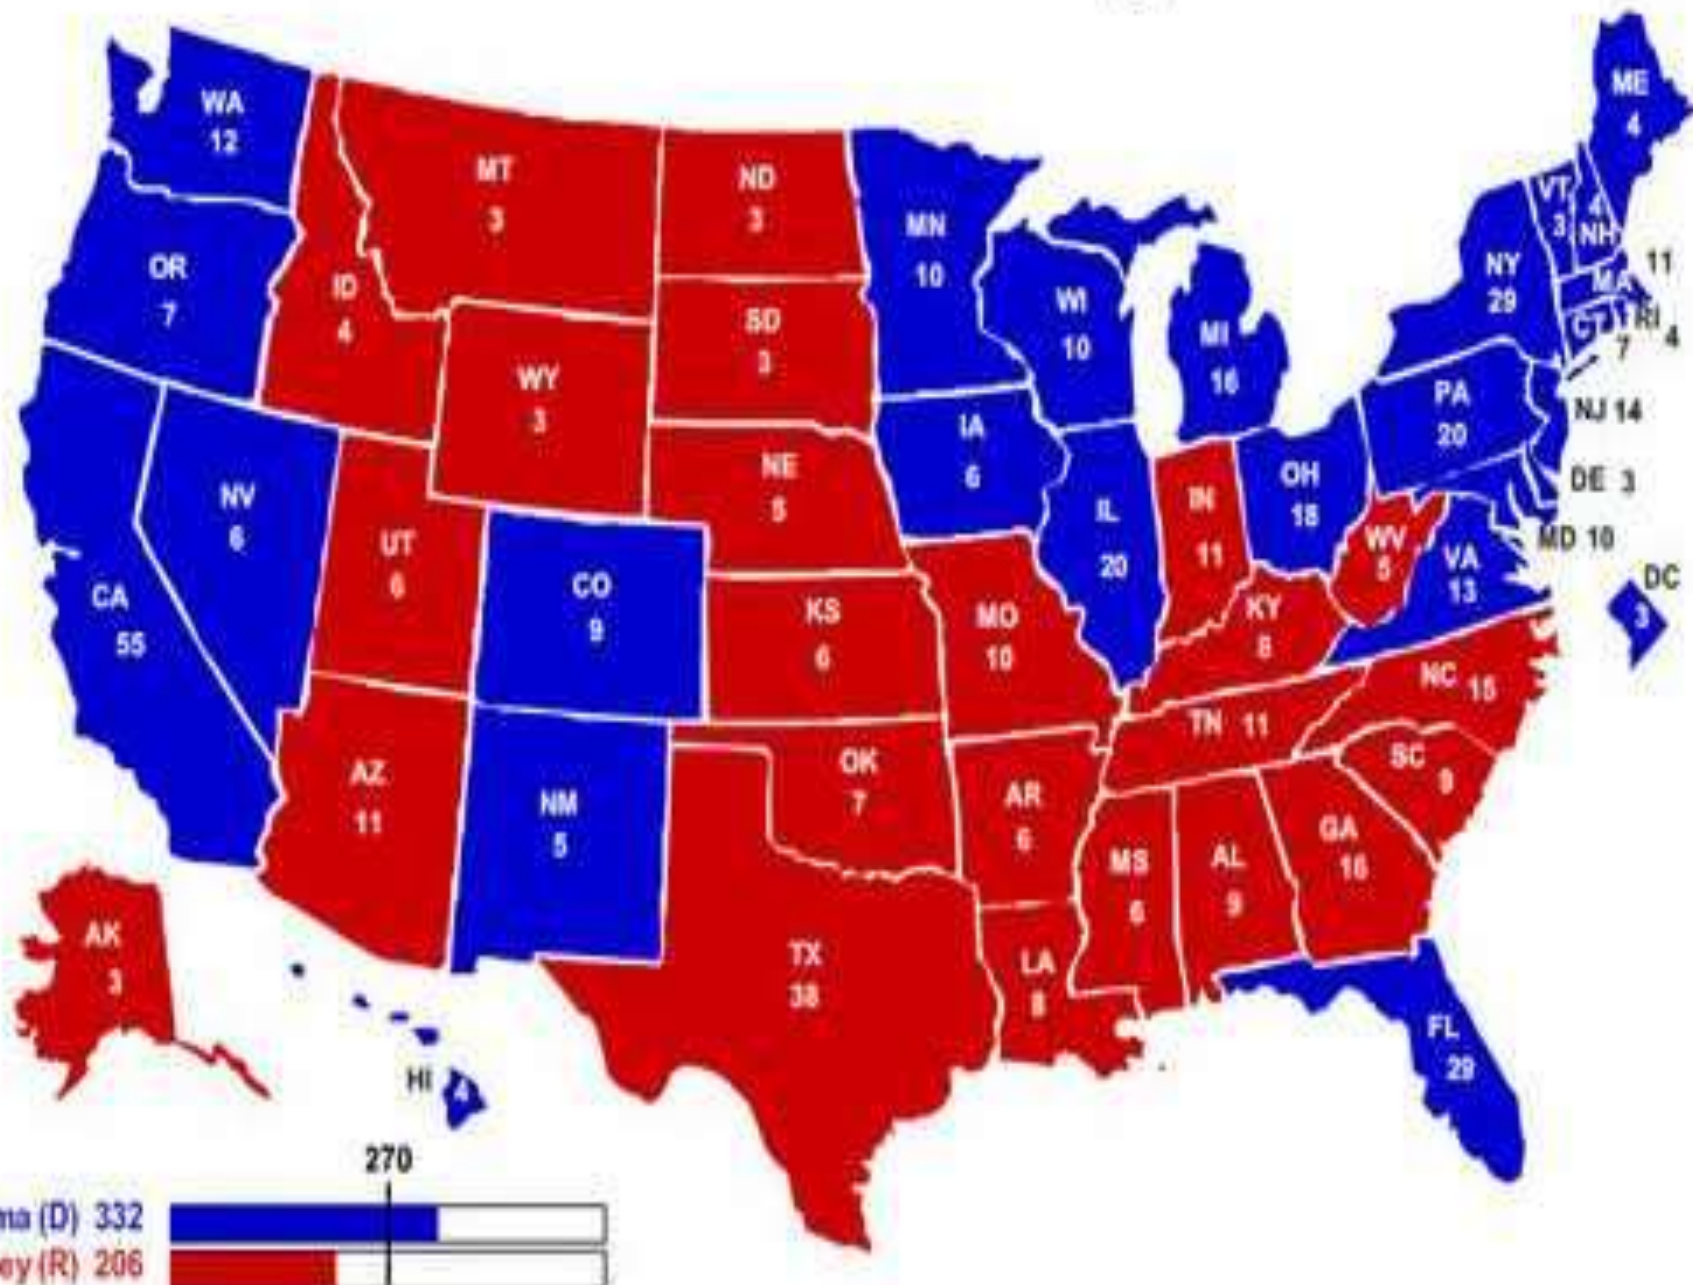 WA
12
OR
7
CA
55
NV
6
ID
4
MT
3
WY
3
UT
6
AZ
11
CO
9
NM
5
ND
3
SD
3
NE
5
KS
6
OK
7
TX
38
MN
10
IA
6
MO
10
AR
6
LA
8
WI
10
IL
20
MI
16
IN
11
OH
18
KY
8
TN 11
MS
6
AL
9
GA
16
FL
29
SC
9
NC 15
VA
13
WV
5
PA
20
NY
29
VT
3
4
NH
ME
4
11
MA
RI 4
CT
7
NJ 14
DE 3
MD 10
DC
3
AK
3
HI 4
270
ma (D) 332
ey (R) 206